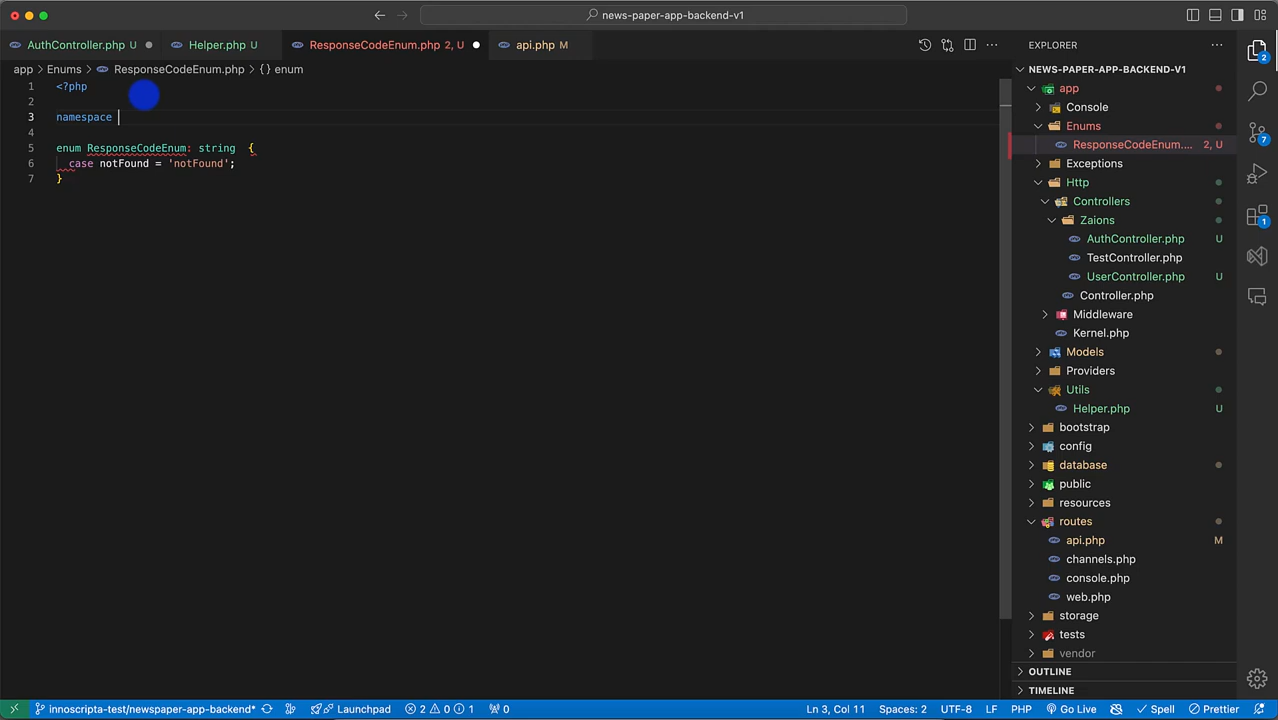 news-paper-app-backend-v1
AuthController.php U
Helper.php U
ResponseCodeEnum.php 2, U
api.php M
app > Enums > ResponseCodeEnum.php > {} enum
1 <?php
2
3 namespace
4
5 enum ResponseCodeEnum: string {
6 case notFound = 'notFound';
7 }
EXPLORER
NEWS-PAPER-APP-BACKEND-V1
app
Console
Enums
ResponseCodeEnum.... 2, U
Exceptions
Http
Controllers
Zaions
AuthController.php U
TestController.php
UserController.php U
Controller.php
Middleware
Kernel.php
Models
Providers
Utils
Helper.php U
bootstrap
config
database
public
resources
routes
api.php M
channels.php
console.php
web.php
storage
tests
vendor
OUTLINE
TIMELINE
2
7
1
innoscripta-test/newspaper-app-backend* Launchpad 2 0 1 0 Ln 3, Col 11 Spaces: 2 UTF-8 LF PHP Go Live Spell Prettier